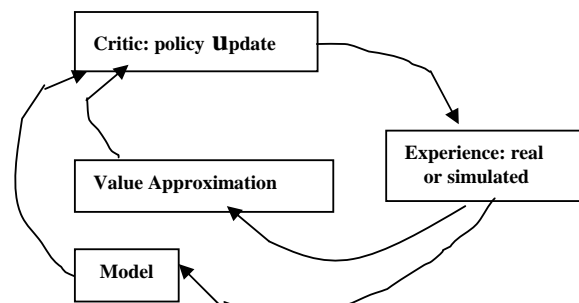 Critic: policy update
Experience: real
or simulated
Value Approximation
Model